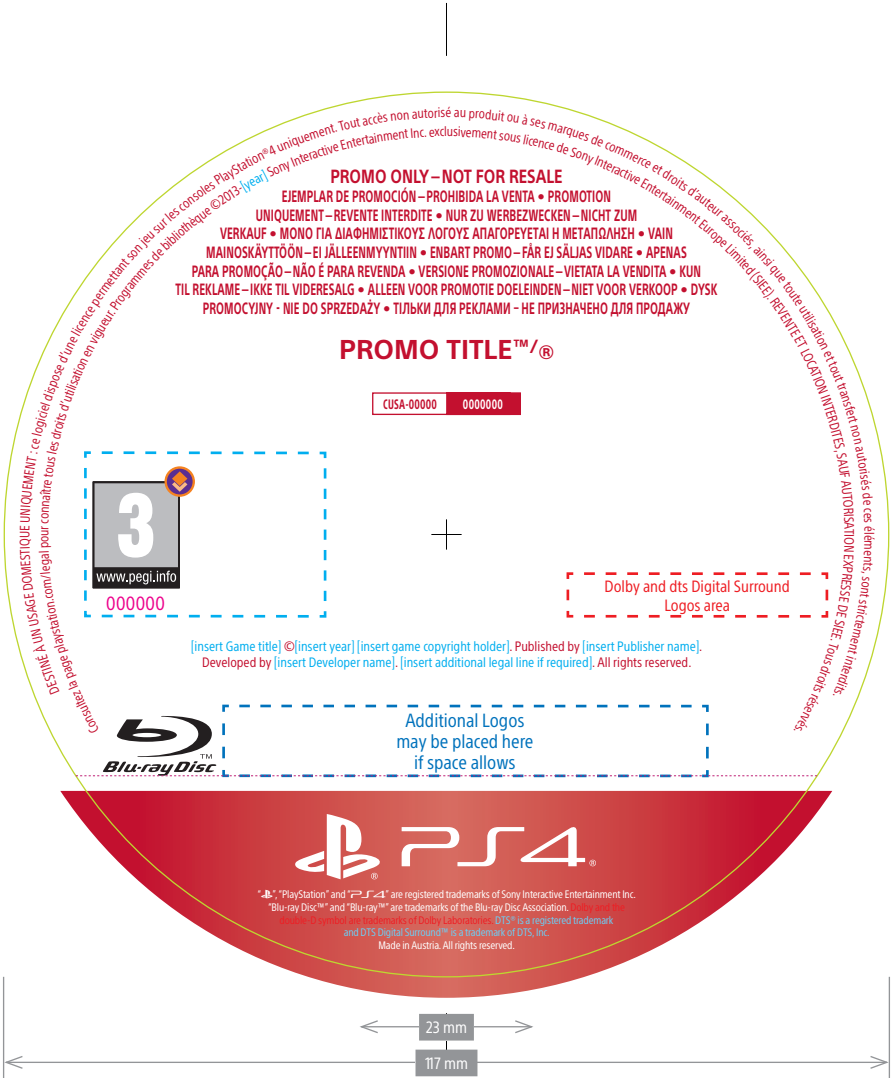 DESTINÉ À UN USAGE DOMESTIQUE UNIQUEMENT : ce logiciel dispose d'une licence permettant son jeu sur les consoles PlayStation®4 uniquement. Tout accès non autorisé au produit ou à ses marques de commerce et droits d'auteur associés, ainsi que toute utilisation et tout transfert non autorisés de ces éléments, sont strictement interdits.
Consultez la page playstation.com/legal pour connaître tous les droits d'utilisation en vigueur. Programmes de bibliothèque ©2013-[year] Sony Interactive Entertainment Inc. exclusivement sous licence de Sony Interactive Entertainment Europe Limited (SIEE). REVENTE ET LOCATION INTERDITES, SAUF AUTORISATION EXPRESSE DE SIEE. Tous droits réservés.
PROMO ONLY – NOT FOR RESALE
EJEMPLAR DE PROMOCIÓN – PROHIBIDA LA VENTA • PROMOTION
UNIQUEMENT – REVENTE INTERDITE • NUR ZU WERBEZWECKEN – NICHT ZUM
VERKAUF • ΜΟΝΟ ΓΙΑ ΔΙΑΦΗΜΙΣΤΙΚΟΥΣ ΛΟΓΟΥΣ ΑΠΑΓΟΡΕΥΕΤΑΙ Η ΜΕΤΑΠΩΛΗΣΗ • VAIN
MAINOSKÄYTTÖÖN – EI JÄLLEENMYYNTIIN • ENBART PROMO – FÅR EJ SÄLJAS VIDARE • APENAS
PARA PROMOÇÃO – NÃO É PARA REVENDA • VERSIONE PROMOZIONALE – VIETATA LA VENDITA • KUN
TIL REKLAME – IKKE TIL VIDERESALG • ALLEEN VOOR PROMOTIE DOELEINDEN – NIET VOOR VERKOOP • DYSK
PROMOCYJNY - NIE DO SPRZEDAŻY • ТІЛЬКИ ДЛЯ РЕКЛАМИ – НЕ ПРИЗНАЧЕНО ДЛЯ ПРОДАЖУ
PROMO TITLE™/®
CUSA-00000 0000000
3
www.pegi.info
000000
Dolby and dts Digital Surround
Logos area
[insert Game title] ©[insert year] [insert game copyright holder]. Published by [insert Publisher name].
Developed by [insert Developer name]. [insert additional legal line if required]. All rights reserved.
Blu-ray Disc™
Additional Logos
may be placed here
if space allows
PS4®
"PS", "PlayStation" and "PS4" are registered trademarks of Sony Interactive Entertainment Inc.
"Blu-ray Disc™" and "Blu-ray™" are trademarks of the Blu-ray Disc Association. Dolby and the
double-D symbol are trademarks of Dolby Laboratories. DTS® is a registered trademark
and DTS Digital Surround™ is a trademark of DTS, Inc.
Made in Austria. All rights reserved.
23 mm
117 mm